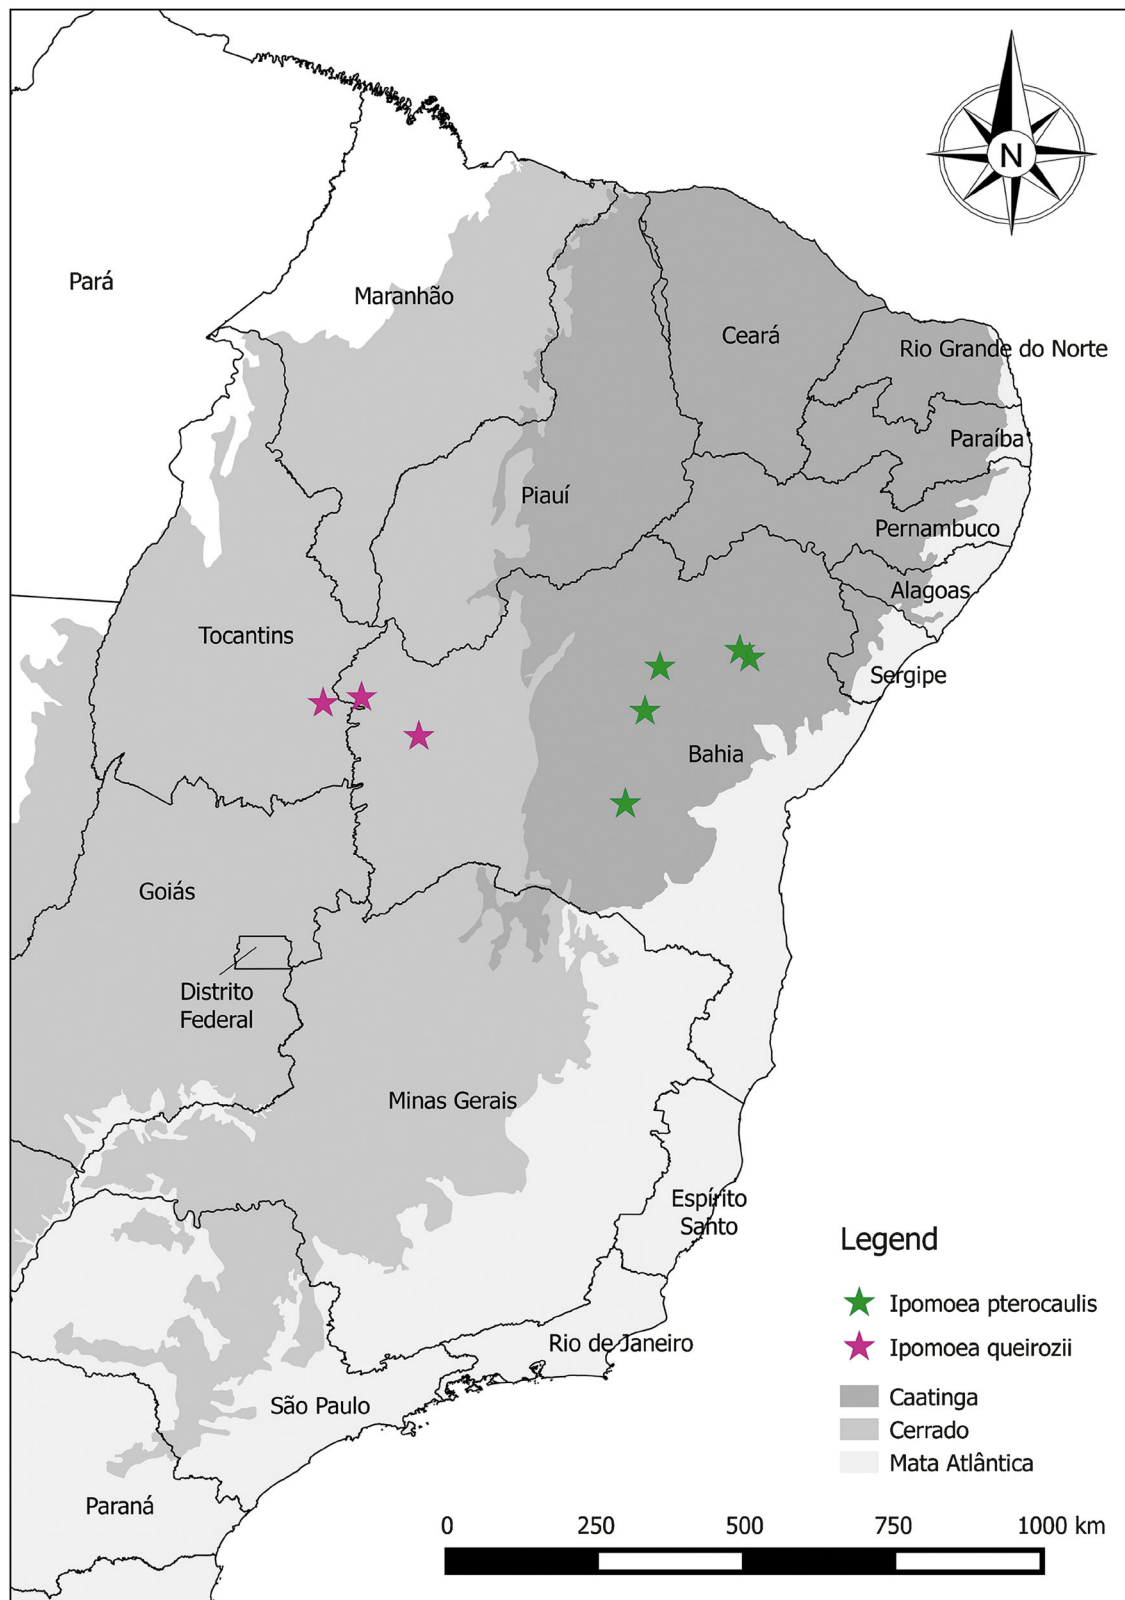 N
Pará
Maranhão
Ceará
Rio Grande do Norte
Paraíba
Piauí
Pernambuco
Alagoas
Tocantins
Sergipe
Bahia
Goiás
Distrito
Federal
Minas Gerais
Espírito
Santo
Rio de Janeiro
São Paulo
Paraná
Legend
Ipomoea pterocaulis
Ipomoea queirozii
Caatinga
Cerrado
Mata Atlântica
0 250 500 750 1000 km